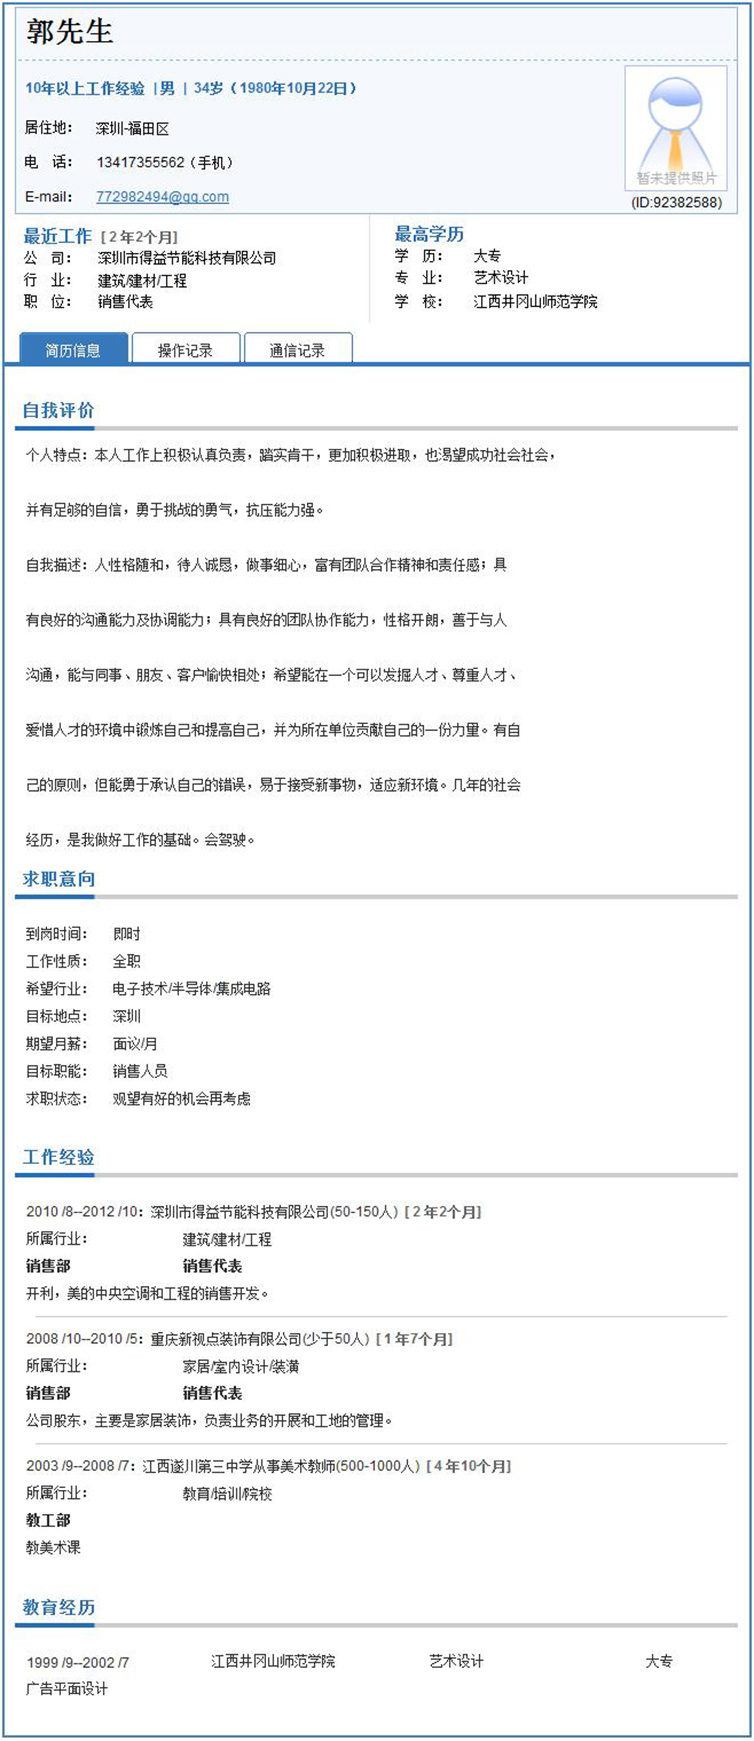 郭先生
10年以上工作经验 | 男 | 34岁（1980年10月22日）
居住地： 深圳-福田区
电 话： 13417355562（手机）
E-mail： 772982494@qq.com
暂未提供照片
(ID:92382588)
最近工作 [ 2 年2个月]
公 司： 深圳市得益节能科技有限公司
行 业： 建筑/建材/工程
职 位： 销售代表
最高学历
学 历： 大专
专 业： 艺术设计
学 校： 江西井冈山师范学院
简历信息 操作记录 通信记录
自我评价
个人特点：本人工作上积极认真负责，踏实肯干，更加积极进取，也渴望成功社会社会，
并有足够的自信，勇于挑战的勇气，抗压能力强。
自我描述：人性格随和，待人诚恳，做事细心，富有团队合作精神和责任感；具
有良好的沟通能力及协调能力；具有良好的团队协作能力，性格开朗，善于与人
沟通，能与同事、朋友、客户愉快相处；希望能在一个可以发掘人才、尊重人才、
爱惜人才的环境中锻炼自己和提高自己，并为所在单位贡献自己的一份力量。有自
己的原则，但能勇于承认自己的错误，易于接受新事物，适应新环境。几年的社会
经历，是我做好工作的基础。会驾驶。
求职意向
到岗时间： 即时
工作性质： 全职
希望行业： 电子技术/半导体/集成电路
目标地点： 深圳
期望月薪： 面议/月
目标职能： 销售人员
求职状态： 观望有好的机会再考虑
工作经验
2010 /8--2012 /10：深圳市得益节能科技有限公司(50-150人) [ 2 年2个月]
所属行业： 建筑/建材/工程
销售部 销售代表
开利，美的中央空调和工程的销售开发。
2008 /10--2010 /5：重庆新视点装饰有限公司(少于50人) [ 1 年7个月]
所属行业： 家居/室内设计/装潢
销售部 销售代表
公司股东，主要是家居装饰，负责业务的开展和工地的管理。
2003 /9--2008 /7：江西遂川第三中学从事美术教师(500-1000人) [ 4 年10个月]
所属行业： 教育/培训/院校
教工部
教美术课
教育经历
1999 /9--2002 /7 江西井冈山师范学院 艺术设计 大专
广告平面设计